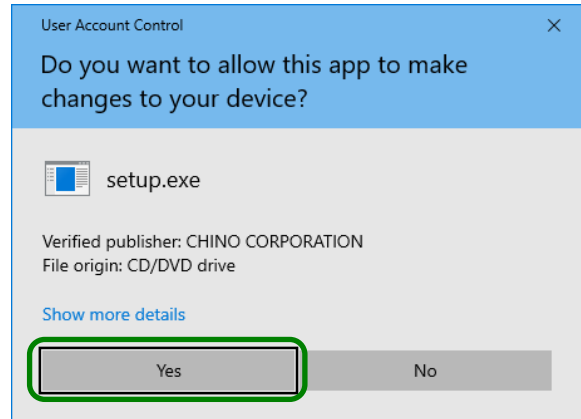 User Account Control
Do you want to allow this app to make
changes to your device?
setup.exe
Verified publisher: CHINO CORPORATION
File origin: CD/DVD drive
Show more details
Yes
No